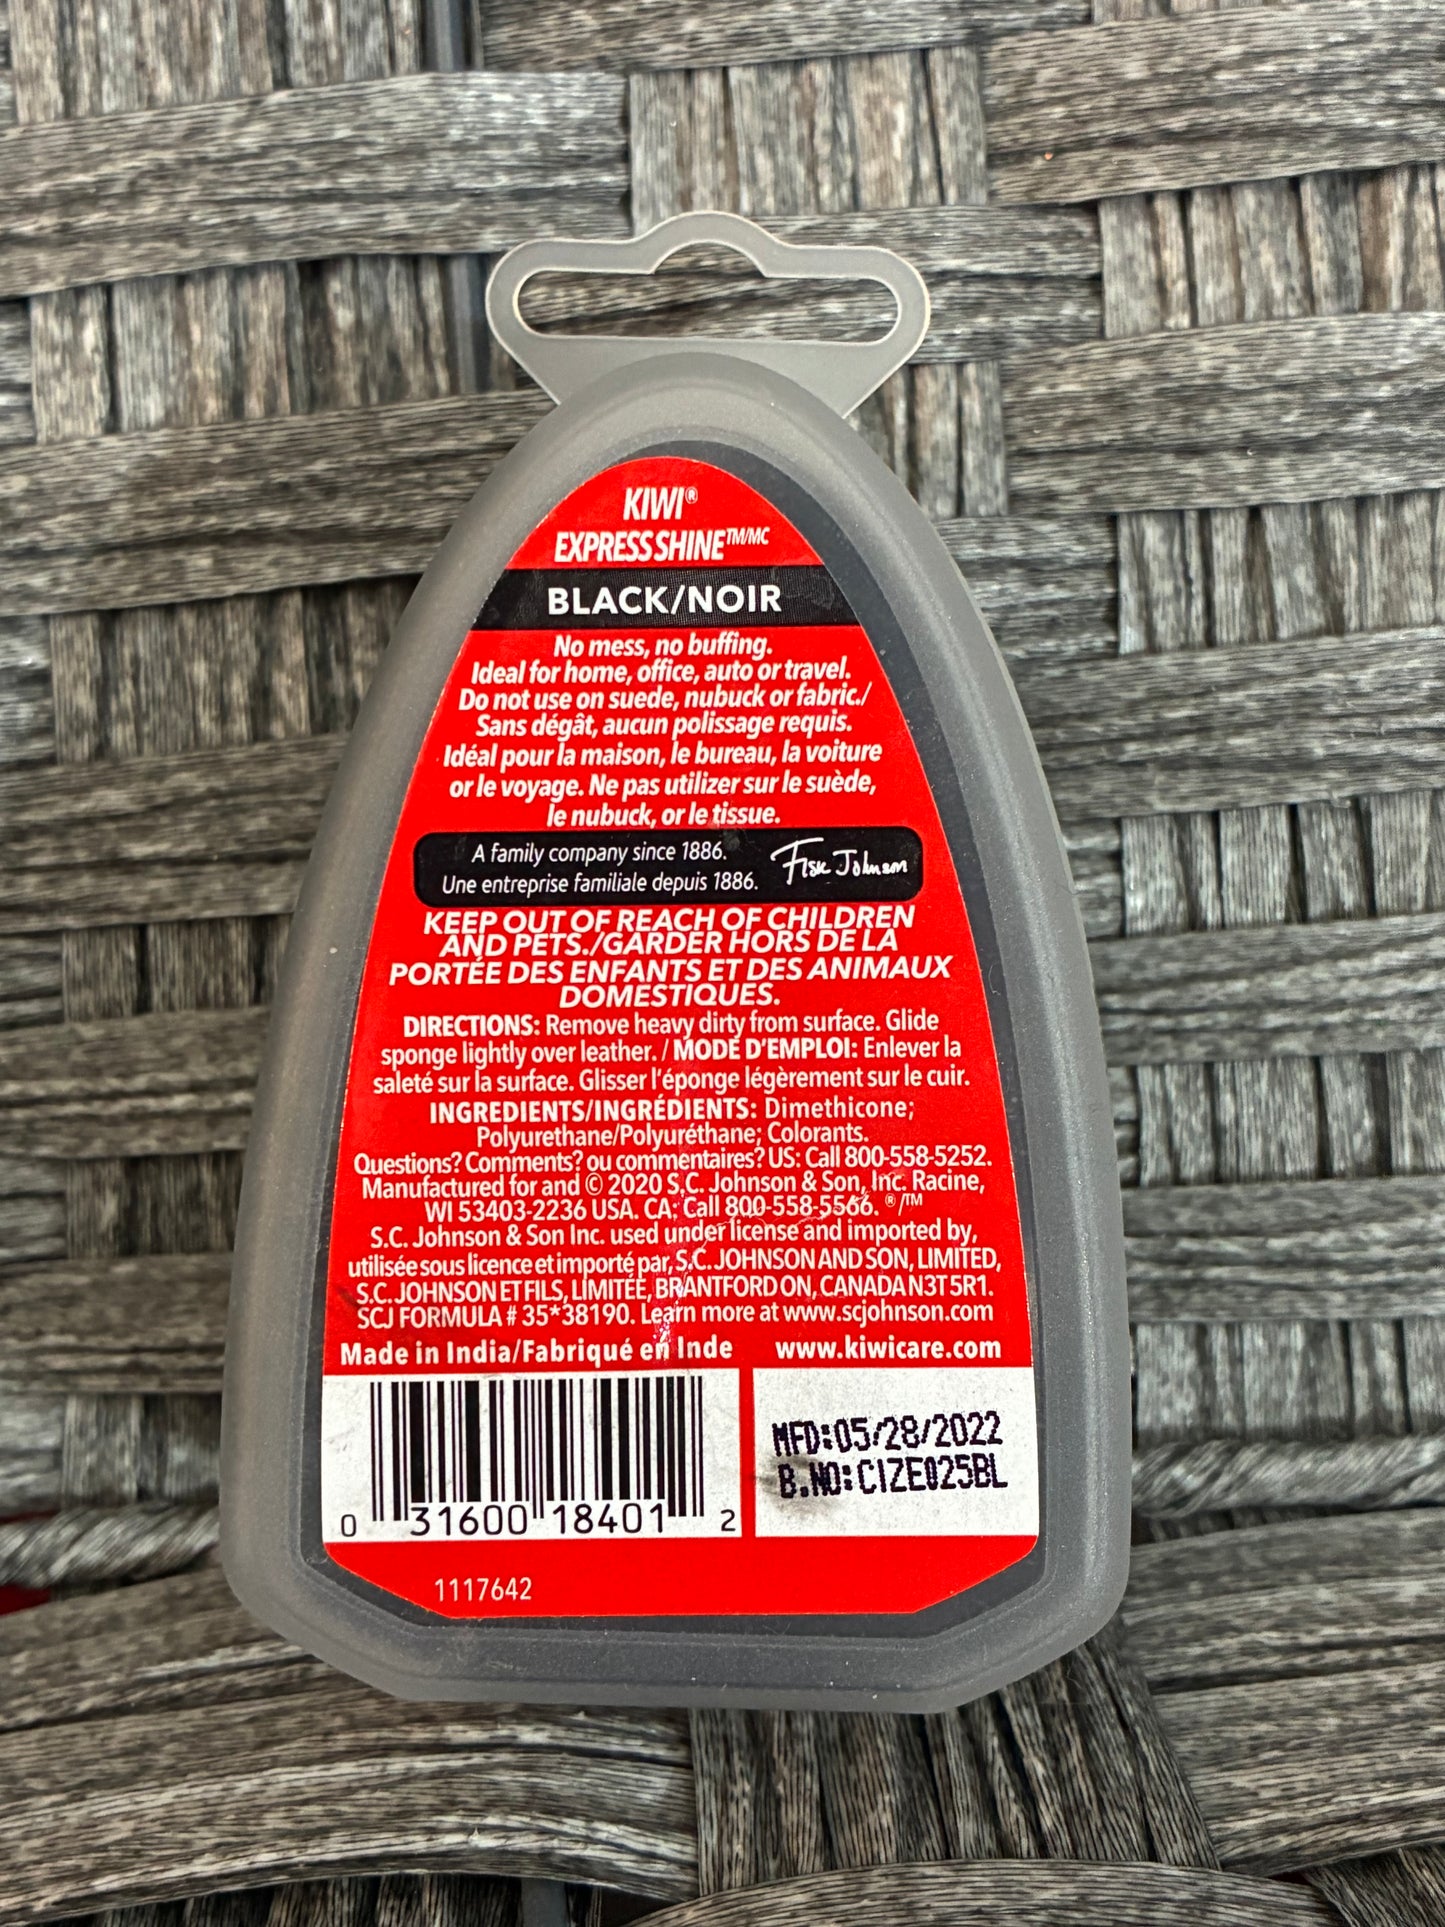 KIWI®
EXPRESS SHINE™/MC
BLACK/NOIR
No mess, no buffing.
Ideal for home, office, auto or travel.
Do not use on suede, nubuck or fabric./
Sans dégât, aucun polissage requis.
Idéal pour la maison, le bureau, la voiture
or le voyage. Ne pas utilizer sur le suède,
le nubuck, or le tissue.
A family company since 1886.
Une entreprise familiale depuis 1886.
Fisk Johnson
KEEP OUT OF REACH OF CHILDREN
AND PETS./GARDER HORS DE LA
PORTÉE DES ENFANTS ET DES ANIMAUX
DOMESTIQUES.
DIRECTIONS: Remove heavy dirty from surface. Glide
sponge lightly over leather. / MODE D'EMPLOI: Enlever la
saleté sur la surface. Glisser l'éponge légèrement sur le cuir.
INGREDIENTS/INGRÉDIENTS: Dimethicone;
Polyurethane/Polyuréthane; Colorants.
Questions? Comments? ou commentaires? US: Call 800-558-5252.
Manufactured for and © 2020 S.C. Johnson & Son, Inc. Racine,
WI 53403-2236 USA. CA: Call 800-558-5566. ®/™
S.C. Johnson & Son Inc. used under license and imported by,
utilisée sous licence et importé par, S.C. JOHNSON AND SON, LIMITED,
S.C. JOHNSON ET FILS, LIMITÉE, BRANTFORD ON, CANADA N3T 5R1.
SCJ FORMULA # 35*38190. Learn more at www.scjohnson.com
Made in India/Fabriqué en Inde www.kiwicare.com
MFD:05/28/2022
B.NO:C1ZE025BL
0 31600 18401 2
1117642